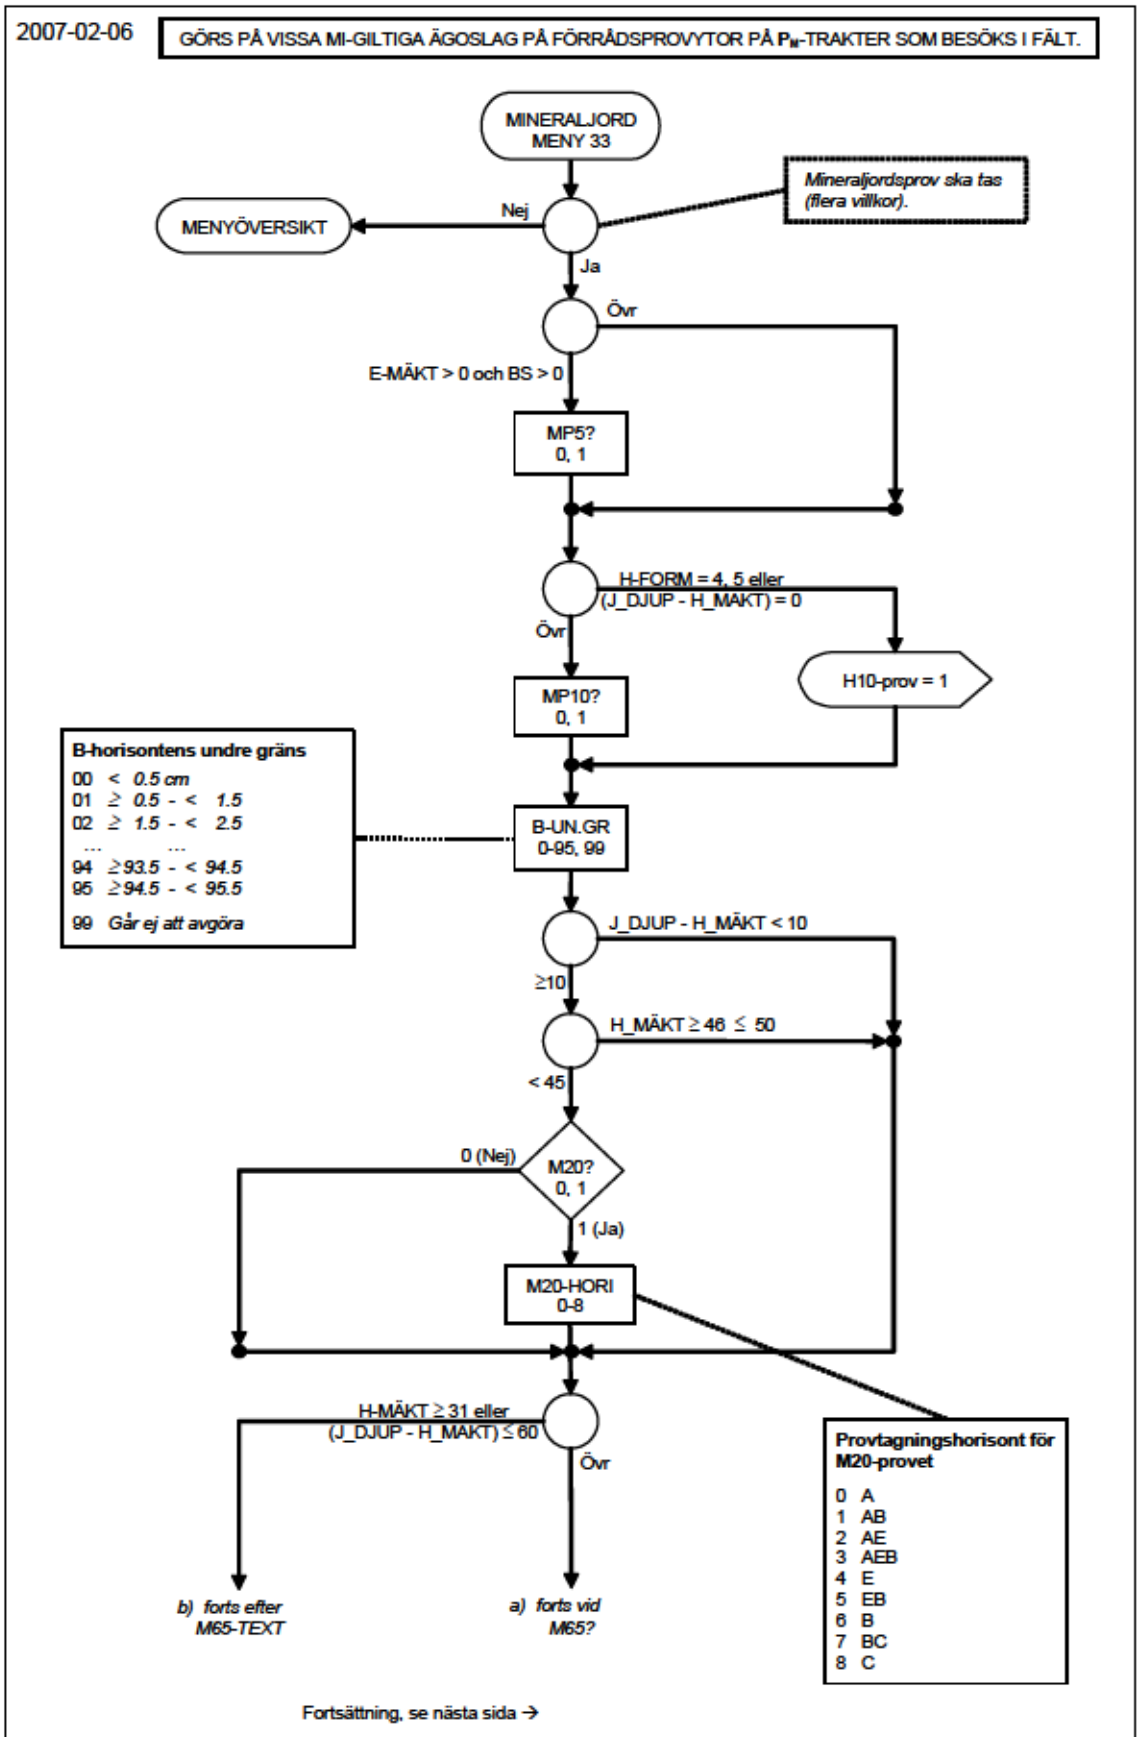 2007-02-06
GÖRS PÅ VISSA MI-GILTIGA ÄGOSLAG PÅ FÖRRÅDSPROVYTOR PÅ PM-TRAKTER SOM BESÖKS I FÄLT.
MINERALJORD
MENY 33
Mineraljordsprov ska tas
(flera villkor).
Nej
MENYÖVERSIKT
Ja
Övr
E-MÄKT > 0 och BS > 0
MP5?
0, 1
H-FORM = 4, 5 eller
(J_DJUP - H_MÄKT) = 0
Övr
H10-prov = 1
MP10?
0, 1
B-horisontens undre gräns
00 < 0.5 cm
01 ≥ 0.5 - < 1.5
02 ≥ 1.5 - < 2.5
... ...
94 ≥93.5 - < 94.5
95 ≥94.5 - < 95.5
99 Går ej att avgöra
B-UN.GR
0-95, 99
J_DJUP - H_MÄKT < 10
≥10
H_MÄKT ≥ 46 ≤ 50
< 45
0 (Nej)
M20?
0, 1
1 (Ja)
M20-HORI
0-8
H-MÄKT ≥ 31 eller
(J_DJUP - H_MÄKT) ≤ 60
Övr
Provtagningshorisont för
M20-provet
0 A
1 AB
2 AE
3 AEB
4 E
5 EB
6 B
7 BC
8 C
b) forts efter
M65-TEXT
a) forts vid
M65?
Fortsättning, se nästa sida →